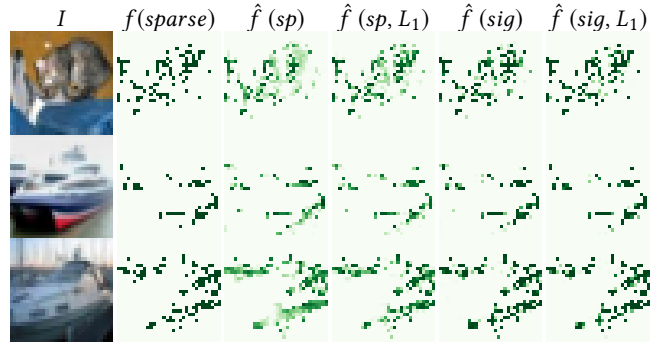 I f(sparse) f̂ (sp) f̂ (sp, L₁) f̂ (sig) f̂ (sig, L₁)